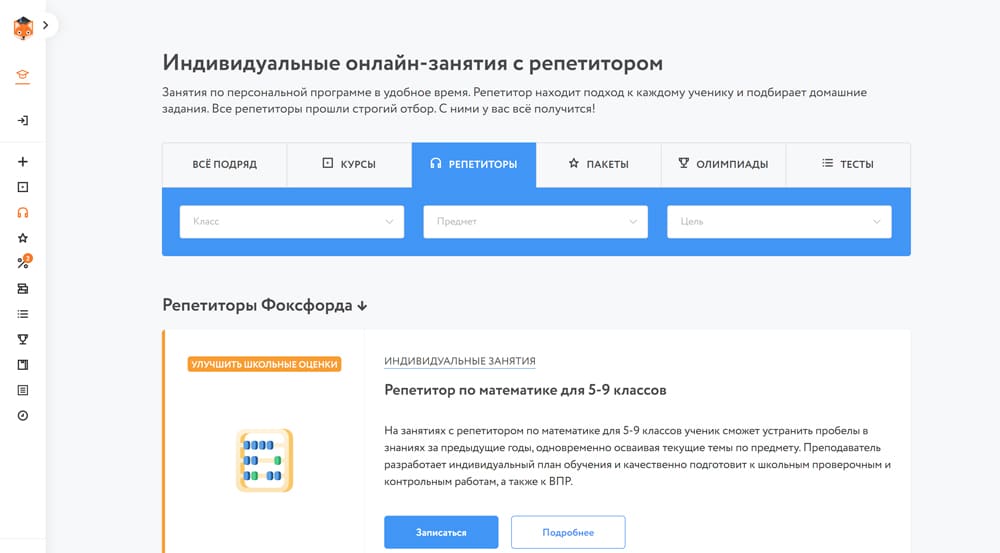 Индивидуальные онлайн-занятия с репетитором
Занятия по персональной программе в удобное время. Репетитор находит подход к каждому ученику и подбирает домашние
задания. Все репетиторы прошли строгий отбор. С ними у вас всё получится!
ВСЁ ПОДРЯД
КУРСЫ
РЕПЕТИТОРЫ
ПАКЕТЫ
ОЛИМПИАДЫ
ТЕСТЫ
Класс
Предмет
Цель
2
Репетиторы Фоксфорда ↓
УЛУЧШИТЬ ШКОЛЬНЫЕ ОЦЕНКИ
ИНДИВИДУАЛЬНЫЕ ЗАНЯТИЯ
Репетитор по математике для 5-9 классов
На занятиях с репетитором по математике для 5-9 классов ученик сможет устранить пробелы в
знаниях за предыдущие годы, одновременно осваивая текущие темы по предмету. Преподаватель
разработает индивидуальный план обучения и качественно подготовит к школьным проверочным и
контрольным работам, а также к ВПР.
Записаться
Подробнее